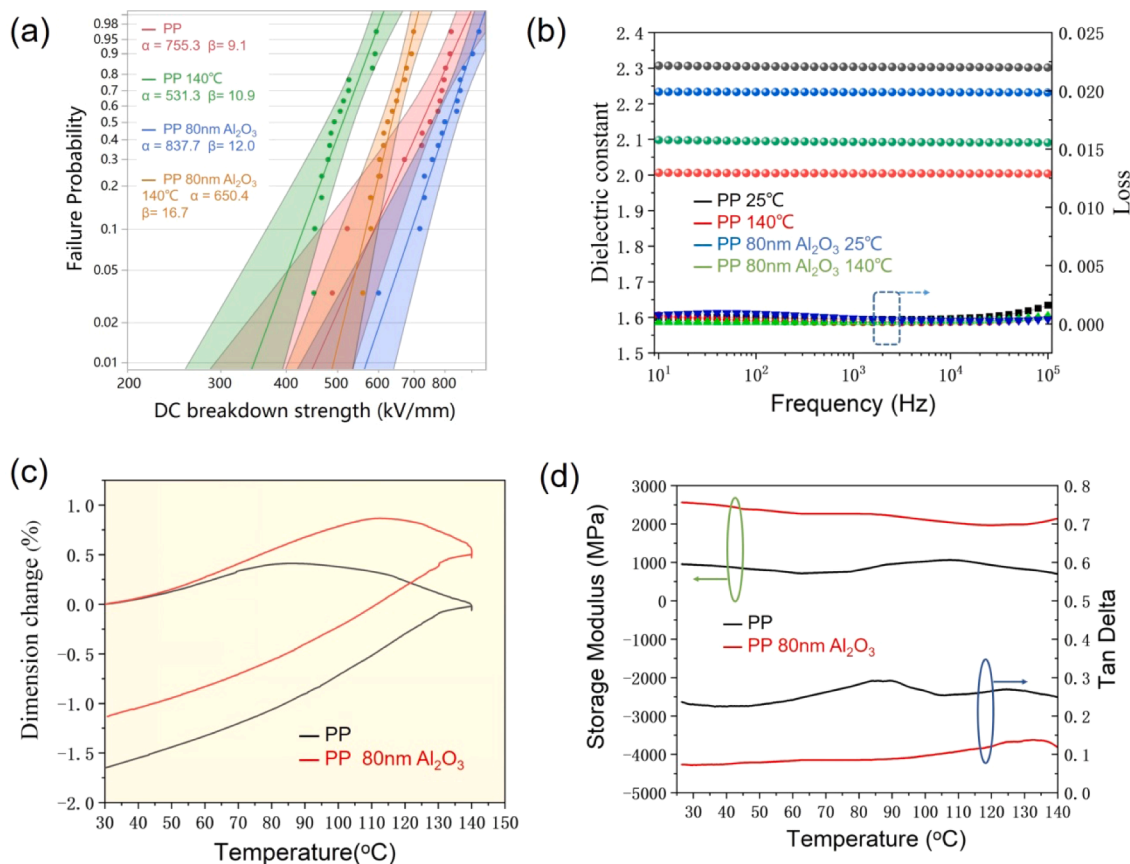 (a)
0.98
0.95
0.9
0.8
0.7
0.6
0.5
0.4
0.3
0.2
0.1
0.05
0.02
0.01
Failure Probability
PP
α = 755.3 β= 9.1
PP 140℃
α = 531.3 β= 10.9
PP 80nm Al₂O₃
α = 837.7 β= 12.0
PP 80nm Al₂O₃
140℃ α = 650.4
β= 16.7
200 300 400 500 600 700 800
DC breakdown strength (kV/mm)
(b)
2.4
2.3
2.2
2.1
2.0
1.9
1.8
1.7
1.6
1.5
Dielectric constant
PP 25℃
PP 140℃
PP 80nm Al₂O₃ 25℃
PP 80nm Al₂O₃ 140℃
0.025
0.020
0.015
0.010
0.005
0.000
Loss
10¹ 10² 10³ 10⁴ 10⁵
Frequency (Hz)
(c)
1.0
0.5
0.0
-0.5
-1.0
-1.5
-2.0
Dimension change(%)
PP
PP 80nm Al₂O₃
30 40 50 60 70 80 90 100 110 120 130 140 150
Temperature(°C)
(d)
3000
2000
1000
0
-1000
-2000
-3000
-4000
-5000
Storage Modulus (MPa)
PP
PP 80nm Al₂O₃
0.8
0.7
0.6
0.5
0.4
0.3
0.2
0.1
0.0
Tan Delta
30 40 50 60 70 80 90 100 110 120 130 140
Temperature (°C)